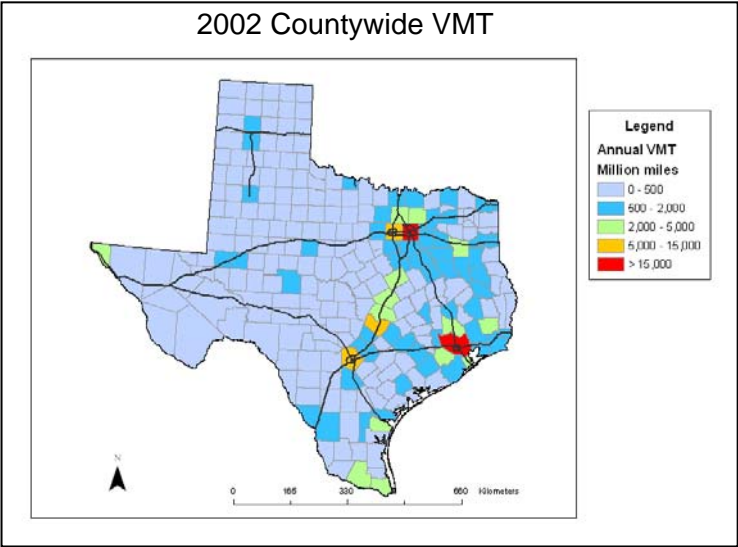 2002 Countywide VMT
Legend
Annual VMT
Million miles
0 - 500
500 - 2,000
2,000 - 5,000
5,000 - 15,000
> 15,000
N
0 165 330 660 Kilometers